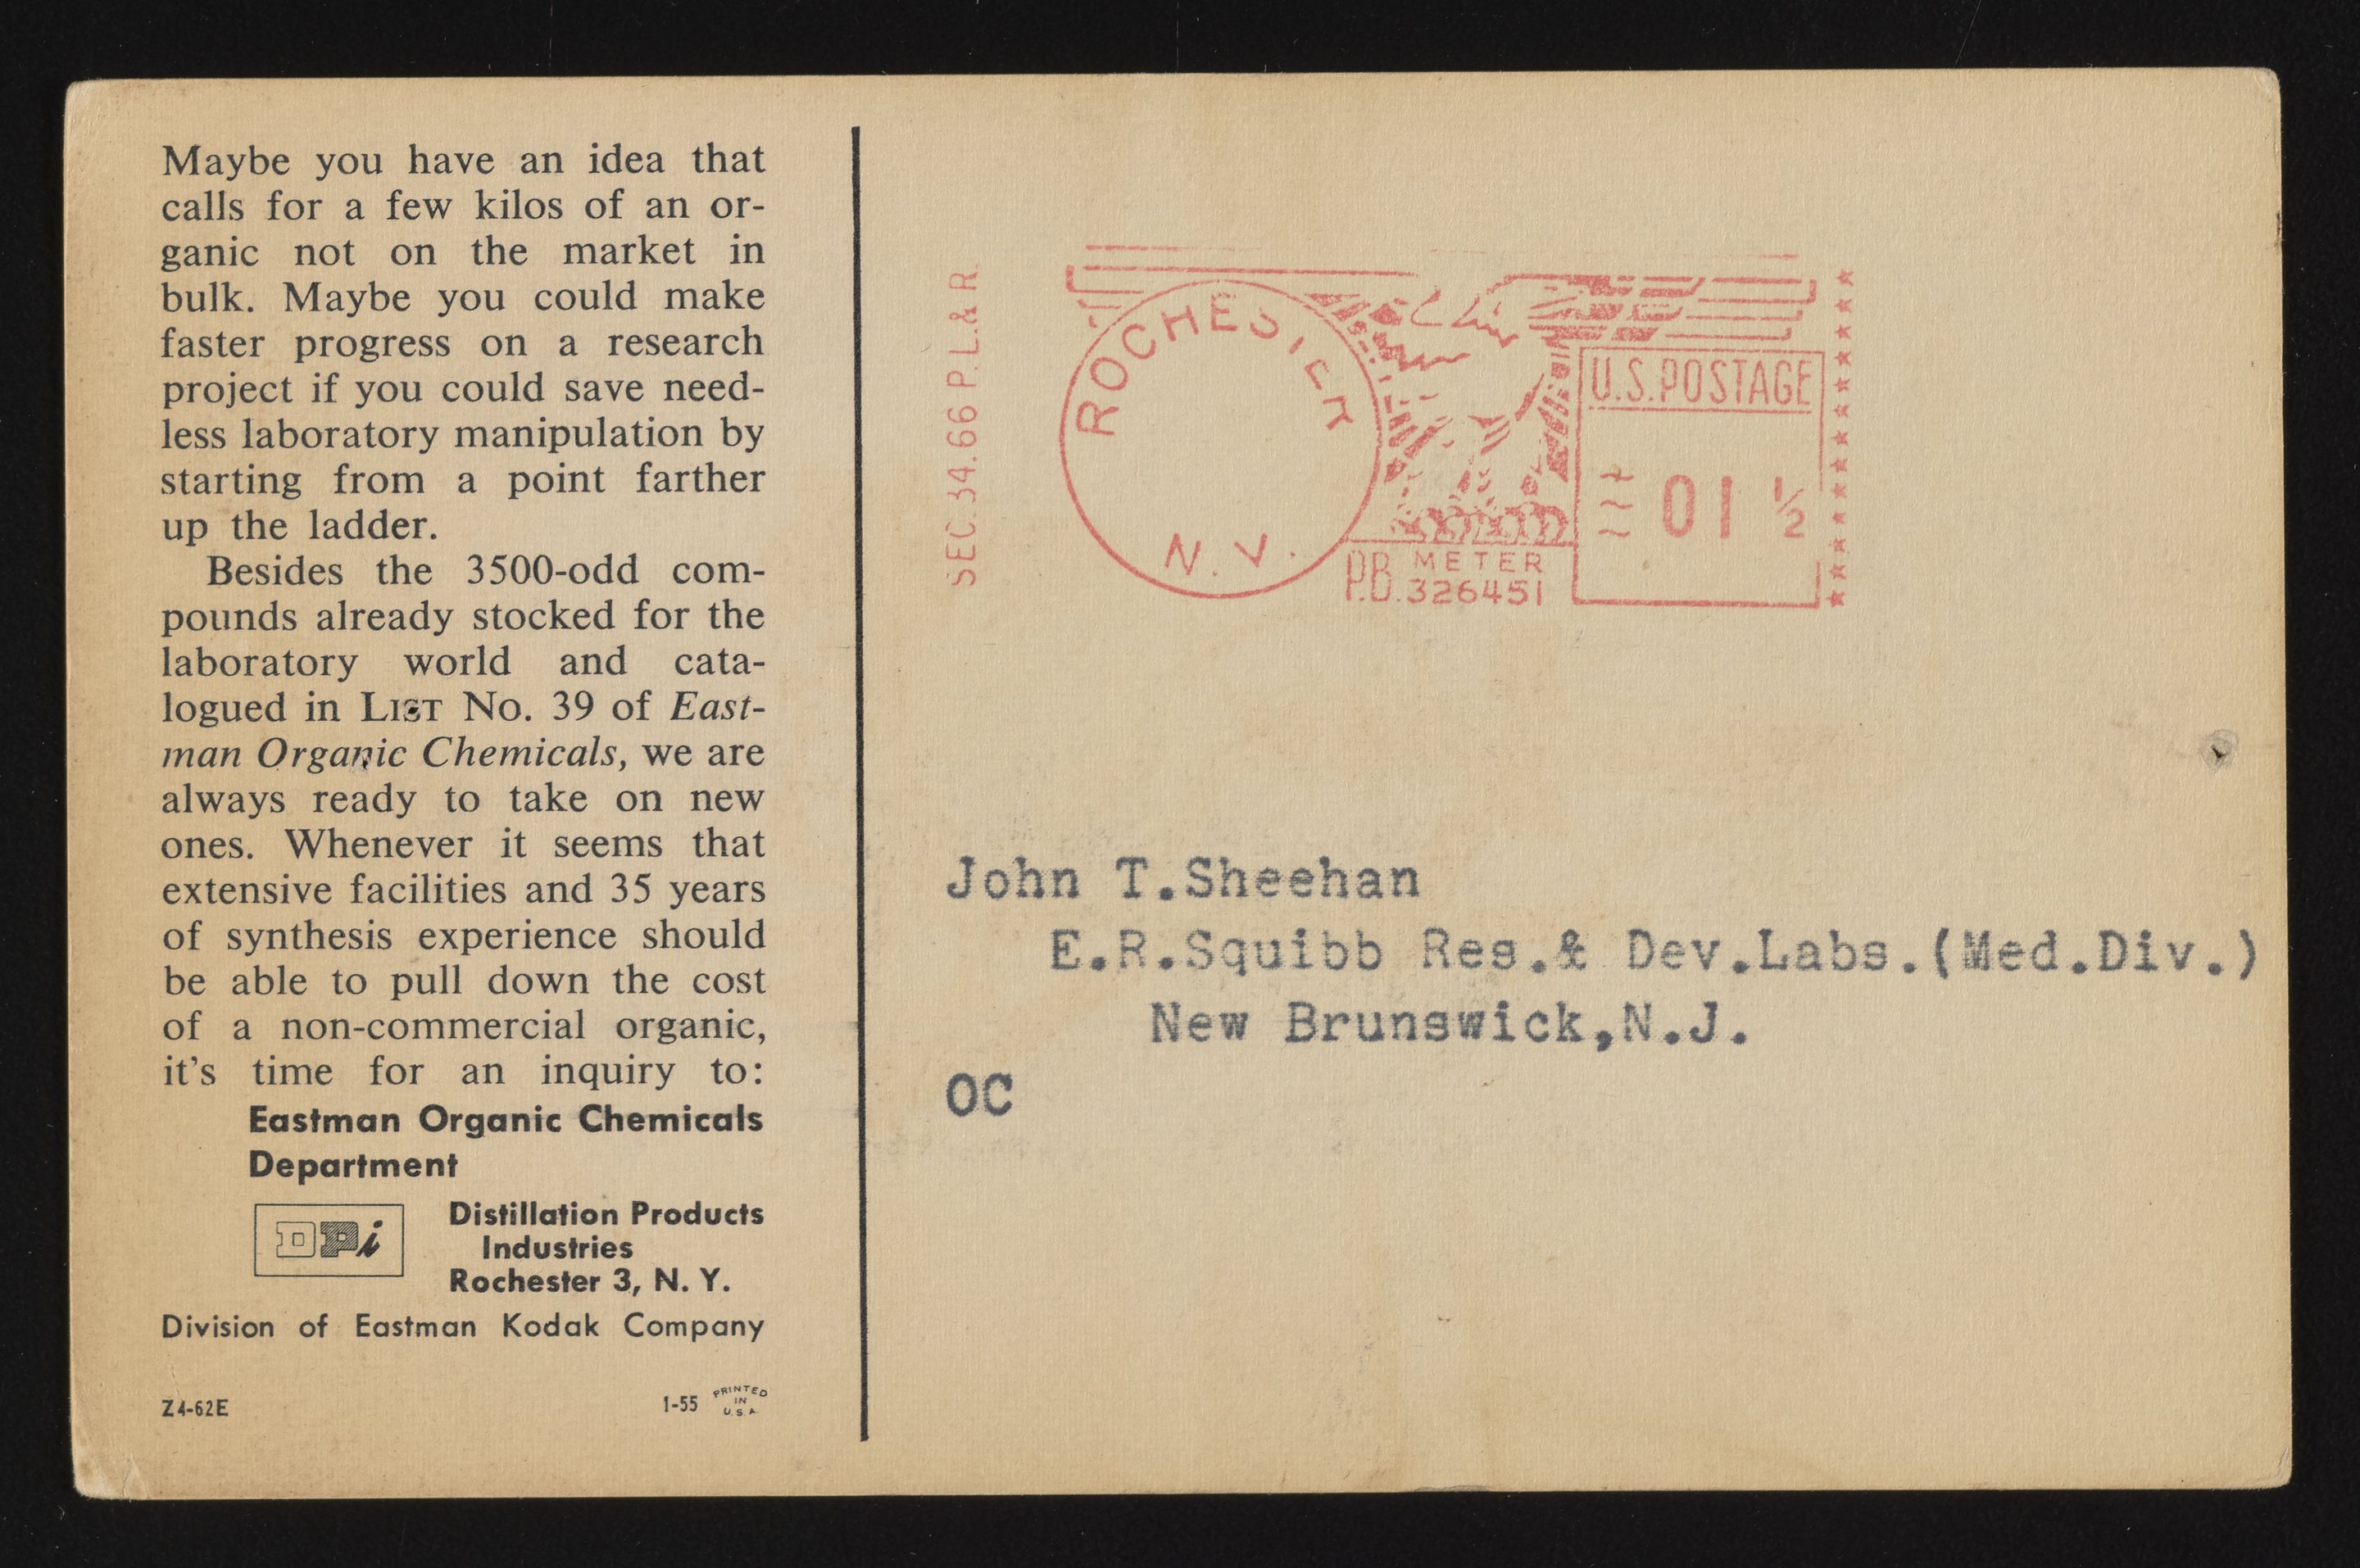 Maybe you have an idea that
calls for a few kilos of an or-
ganic not on the market in
bulk. Maybe you could make
faster progress on a research
project if you could save need-
less laboratory manipulation by
starting from a point farther
up the ladder.
Besides the 3500-odd com-
pounds already stocked for the
laboratory world and cata-
logued in LIST No. 39 of East-
man Organic Chemicals, we are
always ready to take on new
ones. Whenever it seems that
extensive facilities and 35 years
of synthesis experience should
be able to pull down the cost
of a non-commercial organic,
it's time for an inquiry to:
Eastman Organic Chemicals
Department
DPi
Distillation Products
Industries
Rochester 3, N. Y.
Division of Eastman Kodak Company
Z4-62E
1-55
PRINTED
IN
U.S.A.
SEC. 34.66 P.L.& R.
ROCHESTER
N.Y.
P.B. METER
326451
U.S.POSTAGE
01 ½
John T.Sheehan
E.R.Squibb Res.& Dev.Labs.(Med.Div.)
New Brunswick,N.J.
OC